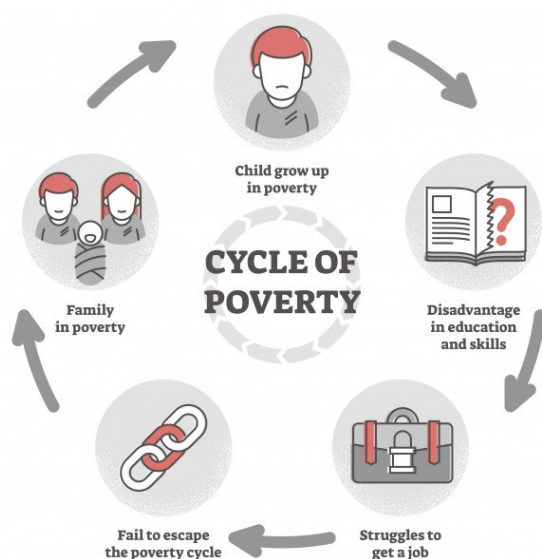 Child grow up
in poverty
CYCLE OF
POVERTY
Family
in poverty
Disadvantage
in education
and skills
?
Fail to escape
the poverty cycle
Struggles to
get a job